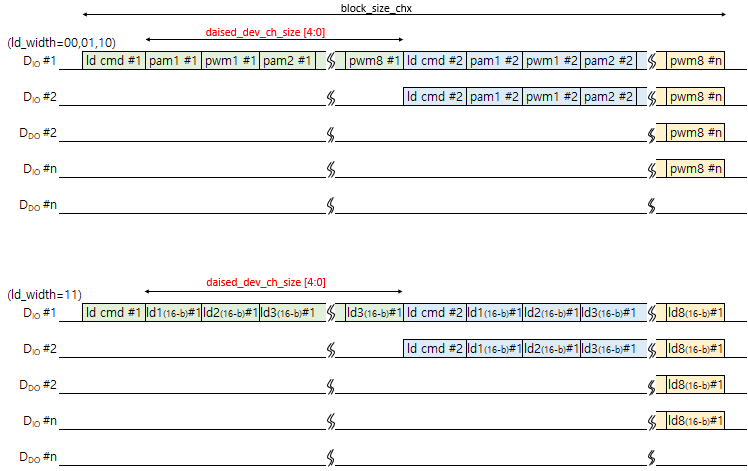 block_size_chx
daised_dev_ch_size [4:0]
(ld_width=00,01,10)
DIO #1 ld cmd #1 pam1 #1 pwm1 #1 pam2 #1 pwm8 #1 ld cmd #2 pam1 #2 pwm1 #2 pam2 #2 pwm8 #n
DIO #2 ld cmd #2 pam1 #2 pwm1 #2 pam2 #2 pwm8 #n
DDO #2 pwm8 #n
DIO #n pwm8 #n
DDO #n
daised_dev_ch_size [4:0]
(ld_width=11)
DIO #1 ld cmd #1 ld1(16-b)#1 ld2(16-b)#1 ld3(16-b)#1 ld3(16-b)#1 ld cmd #2 ld1(16-b)#1 ld2(16-b)#1 ld3(16-b)#1 ld8(16-b)#1
DIO #2 ld cmd #2 ld1(16-b)#1 ld2(16-b)#1 ld3(16-b)#1 ld8(16-b)#1
DDO #2 ld8(16-b)#1
DIO #n ld8(16-b)#1
DDO #n